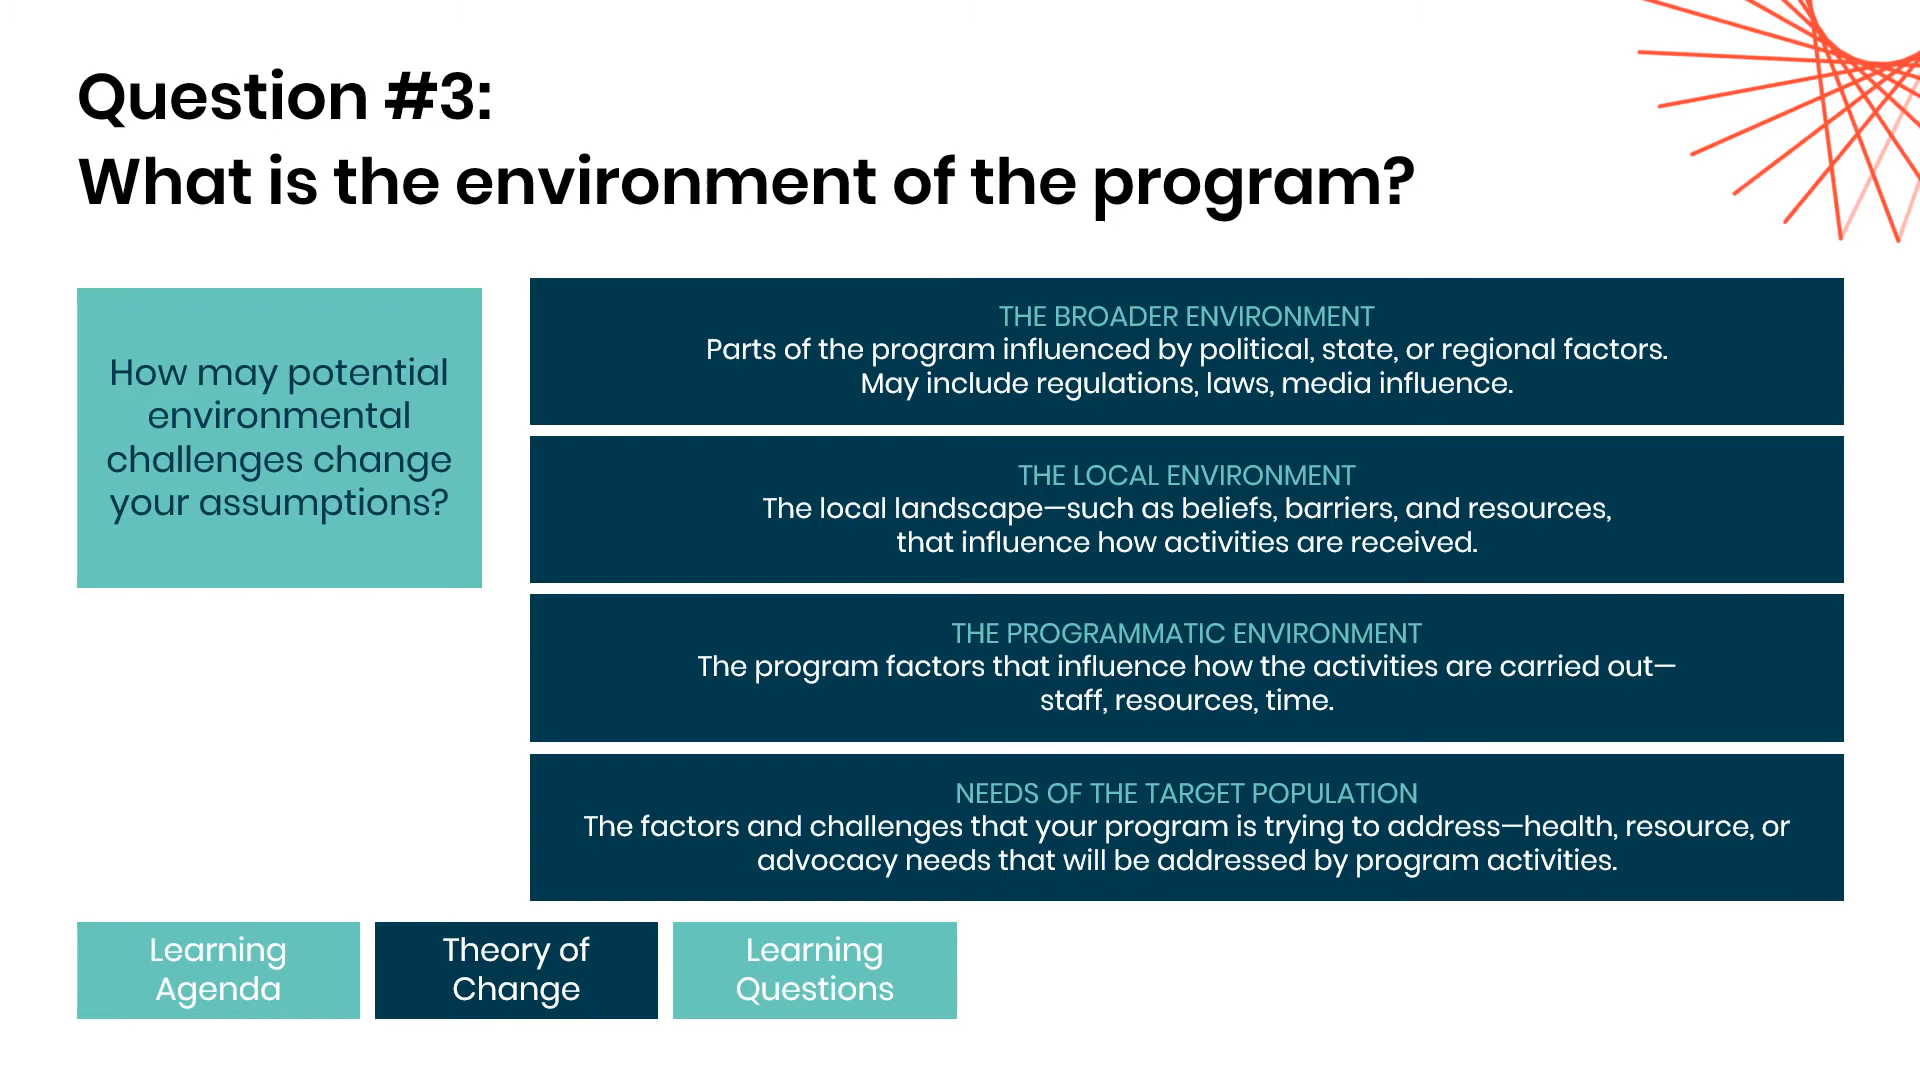 Question #3:
What is the environment of the program?
How may potential
environmental
challenges change
your assumptions?
THE BROADER ENVIRONMENT
Parts of the program influenced by political, state, or regional factors.
May include regulations, laws, media influence.
THE LOCAL ENVIRONMENT
The local landscape—such as beliefs, barriers, and resources,
that influence how activities are received.
THE PROGRAMMATIC ENVIRONMENT
The program factors that influence how the activities are carried out—
staff, resources, time.
NEEDS OF THE TARGET POPULATION
The factors and challenges that your program is trying to address—health, resource, or
advocacy needs that will be addressed by program activities.
Learning
Agenda
Theory of
Change
Learning
Questions